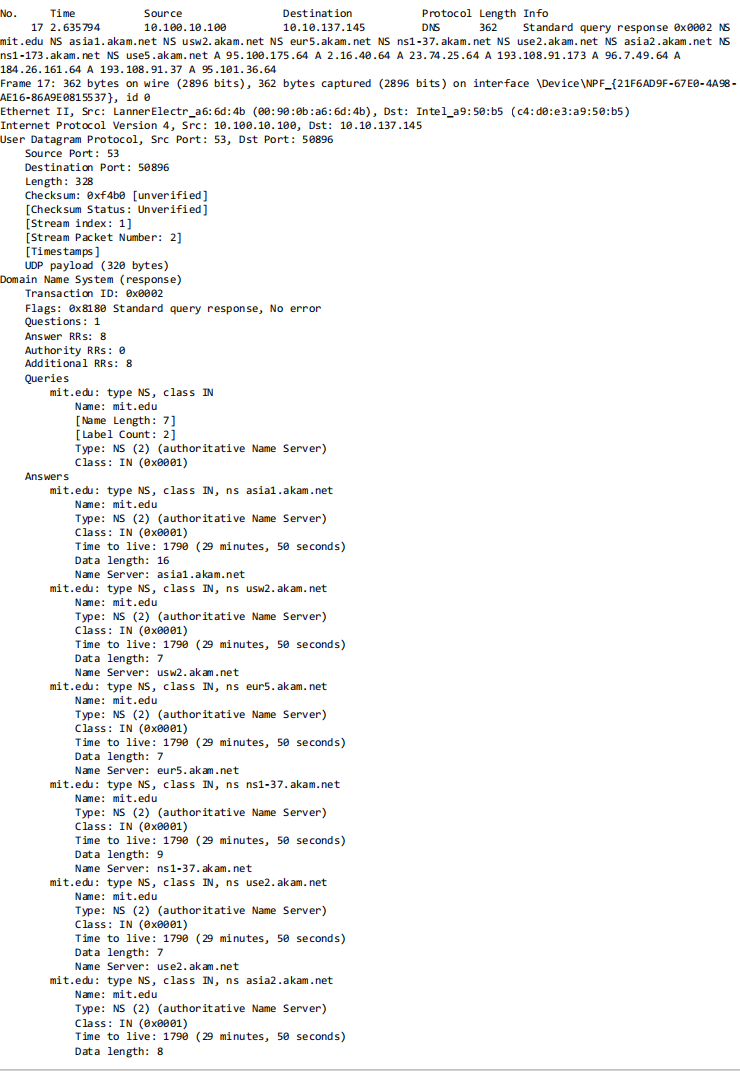 No. Time Source Destination Protocol Length Info
17 2.635794 10.100.10.100 10.10.137.145 DNS 362 Standard query response 0x0002 NS
mit.edu NS asia1.akam.net NS usw2.akam.net NS eur5.akam.net NS ns1-37.akam.net NS use2.akam.net NS asia2.akam.net NS
ns1-173.akam.net NS use5.akam.net A 95.100.175.64 A 2.16.40.64 A 23.74.25.64 A 193.108.91.173 A 96.7.49.64 A
184.26.161.64 A 193.108.91.37 A 95.101.36.64
Frame 17: 362 bytes on wire (2896 bits), 362 bytes captured (2896 bits) on interface \Device\NPF_{21F6AD9F-67E0-4A98-
AE16-86A9E0815537}, id 0
Ethernet II, Src: LannerElectr_a6:6d:4b (00:90:0b:a6:6d:4b), Dst: Intel_a9:50:b5 (c4:d0:e3:a9:50:b5)
Internet Protocol Version 4, Src: 10.100.10.100, Dst: 10.10.137.145
User Datagram Protocol, Src Port: 53, Dst Port: 50896
Source Port: 53
Destination Port: 50896
Length: 328
Checksum: 0xf4b0 [unverified]
[Checksum Status: Unverified]
[Stream index: 1]
[Stream Packet Number: 2]
[Timestamps]
UDP payload (320 bytes)
Domain Name System (response)
Transaction ID: 0x0002
Flags: 0x8180 Standard query response, No error
Questions: 1
Answer RRs: 8
Authority RRs: 0
Additional RRs: 8
Queries
mit.edu: type NS, class IN
Name: mit.edu
[Name Length: 7]
[Label Count: 2]
Type: NS (2) (authoritative Name Server)
Class: IN (0x0001)
Answers
mit.edu: type NS, class IN, ns asia1.akam.net
Name: mit.edu
Type: NS (2) (authoritative Name Server)
Class: IN (0x0001)
Time to live: 1790 (29 minutes, 50 seconds)
Data length: 16
Name Server: asia1.akam.net
mit.edu: type NS, class IN, ns usw2.akam.net
Name: mit.edu
Type: NS (2) (authoritative Name Server)
Class: IN (0x0001)
Time to live: 1790 (29 minutes, 50 seconds)
Data length: 7
Name Server: usw2.akam.net
mit.edu: type NS, class IN, ns eur5.akam.net
Name: mit.edu
Type: NS (2) (authoritative Name Server)
Class: IN (0x0001)
Time to live: 1790 (29 minutes, 50 seconds)
Data length: 7
Name Server: eur5.akam.net
mit.edu: type NS, class IN, ns ns1-37.akam.net
Name: mit.edu
Type: NS (2) (authoritative Name Server)
Class: IN (0x0001)
Time to live: 1790 (29 minutes, 50 seconds)
Data length: 9
Name Server: ns1-37.akam.net
mit.edu: type NS, class IN, ns use2.akam.net
Name: mit.edu
Type: NS (2) (authoritative Name Server)
Class: IN (0x0001)
Time to live: 1790 (29 minutes, 50 seconds)
Data length: 7
Name Server: use2.akam.net
mit.edu: type NS, class IN, ns asia2.akam.net
Name: mit.edu
Type: NS (2) (authoritative Name Server)
Class: IN (0x0001)
Time to live: 1790 (29 minutes, 50 seconds)
Data length: 8